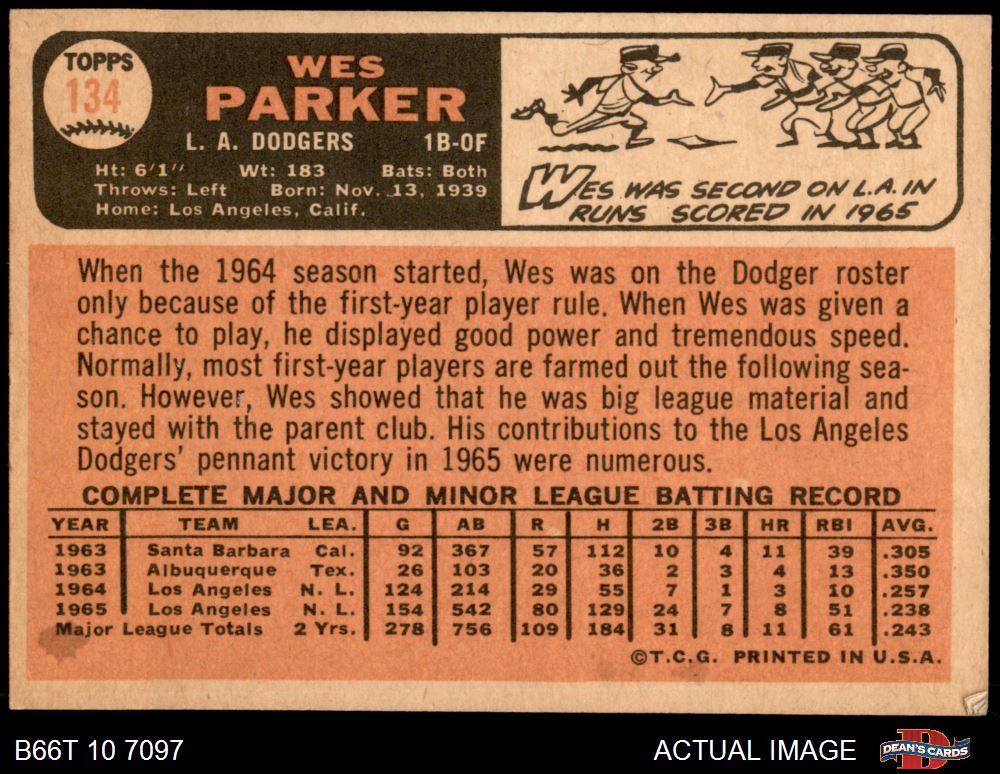 TOPPS
134
WES
PARKER
L. A. DODGERS 1B-OF
Ht: 6'1" Wt: 183 Bats: Both
Throws: Left Born: Nov. 13, 1939
Home: Los Angeles, Calif.
WES WAS SECOND ON L.A. IN
RUNS SCORED IN 1965
When the 1964 season started, Wes was on the Dodger roster
only because of the first-year player rule. When Wes was given a
chance to play, he displayed good power and tremendous speed.
Normally, most first-year players are farmed out the following sea-
son. However, Wes showed that he was big league material and
stayed with the parent club. His contributions to the Los Angeles
Dodgers' pennant victory in 1965 were numerous.
COMPLETE MAJOR AND MINOR LEAGUE BATTING RECORD
YEAR TEAM LEA. G AB R H 2B 3B HR RBI AVG.
1963 Santa Barbara Cal. 92 367 57 112 10 4 11 39 .305
1963 Albuquerque Tex. 26 103 20 36 2 3 4 13 .350
1964 Los Angeles N. L. 124 214 29 55 7 1 3 10 .257
1965 Los Angeles N. L. 154 542 80 129 24 7 8 51 .238
Major League Totals 2 Yrs. 278 756 109 184 31 8 11 61 .243
©T.C.G. PRINTED IN U.S.A.
B66T 10 7097 ACTUAL IMAGE DEAN'S CARDS